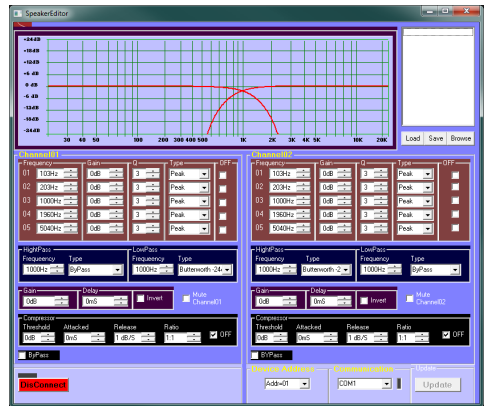 SpeakerEditor
+24dB
+18dB
+12dB
+6 dB
0 dB
-6 dB
-12dB
-18dB
-24dB
30 40 50 100 200 300 400 500 1K 2K 3K 4K 5K 10K 20K
Load Save Browse
Channel01
Frequency Gain Q Type OFF
01 103Hz 0dB 3 Peak
02 203Hz 0dB 3 Peak
03 1000Hz 0dB 3 Peak
04 1960Hz 0dB 3 Peak
05 5040Hz 0dB 3 Peak
HightPass LowPass
Frequeency Type Frequeency Type
1000Hz ByPass 1000Hz Butterworth -24
Gain Delay
0dB 0mS Invert Mute Channel01
Compressor
Threshold Attacked Release Ratio
0dB 0mS 1 dB/S 1:1 OFF
ByPass
Channel02
Frequency Gain Q Type OFF
01 103Hz 0dB 3 Peak
02 203Hz 0dB 3 Peak
03 1000Hz 0dB 3 Peak
04 1960Hz 0dB 3 Peak
05 5040Hz 0dB 3 Peak
HightPass LowPass
Frequeency Type Frequeency Type
1000Hz Butterworth -2 1000Hz ByPass
Gain Delay
0dB 0mS Invert Mute Channel02
Compressor
Threshold Attacked Release Ratio
0dB 0mS 1 dB/S 1:1 OFF
BYPass
DisConnect
Device Address Communication Update
Addr=01 COM1 Update